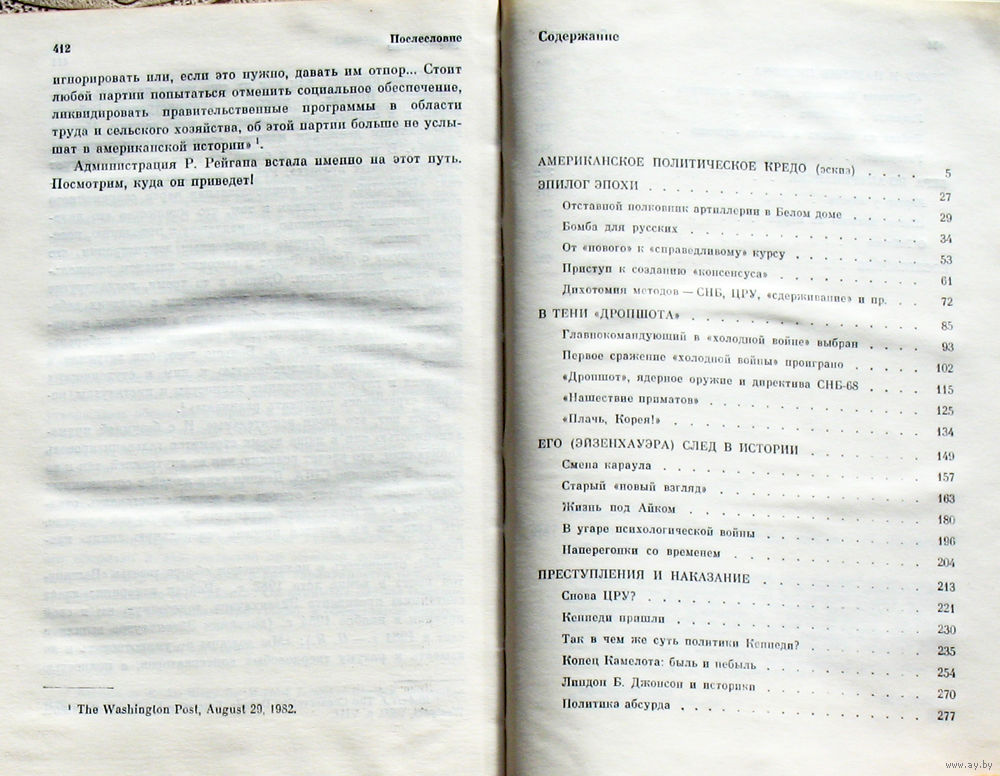 412
Послесловие
игнорировать или, если это нужно, давать им отпор... Стоит
любой партии попытаться отменить социальное обеспечение,
ликвидировать правительственные программы в области
труда и сельского хозяйства, об этой партии больше не услы-
шат в американской истории» ¹.
Администрация Р. Рейгана встала именно на этот путь.
Посмотрим, куда он приведет!
¹ The Washington Post, August 29, 1982.
Содержание
АМЕРИКАНСКОЕ ПОЛИТИЧЕСКОЕ КРЕДО (эскиз) . . . . 5
ЭПИЛОГ ЭПОХИ . . . . . . . . . . . . . . 27
Отставной полковник артиллерии в Белом доме . . . . . 29
Бомба для русских . . . . . . . . . . . . . 34
От «нового» к «справедливому» курсу . . . . . . . . 53
Приступ к созданию «консенсуса» . . . . . . . . . 61
Дихотомия методов — СНБ, ЦРУ, «сдерживание» и пр. . . . 72
В ТЕНИ «ДРОПШОТА» . . . . . . . . . . . . 85
Главнокомандующий в «холодной войне» выбран . . . . 93
Первое сражение «холодной войны» проиграно . . . . . 102
«Дропшот», ядерное оружие и директива СНБ-68 . . . . 115
«Нашествие приматов» . . . . . . . . . . . . 125
«Плачь, Корея!» . . . . . . . . . . . . . . 134
ЕГО (ЭЙЗЕНХАУЭРА) СЛЕД В ИСТОРИИ . . . . . . . 149
Смена караула . . . . . . . . . . . . . . 157
Старый «новый взгляд» . . . . . . . . . . . . 163
Жизнь под Айком . . . . . . . . . . . . . 180
В угаре психологической войны . . . . . . . . . 196
Наперегонки со временем . . . . . . . . . . . 204
ПРЕСТУПЛЕНИЯ И НАКАЗАНИЕ . . . . . . . . . 213
Снова ЦРУ? . . . . . . . . . . . . . . . 221
Кеннеди пришли . . . . . . . . . . . . . . 230
Так в чем же суть политики Кеннеди? . . . . . . . 235
Конец Камелота: быль и небыль . . . . . . . . . 254
Линдон Б. Джонсон и историки . . . . . . . . . 270
Политика абсурда . . . . . . . . . . . . . 277
www.ay.by